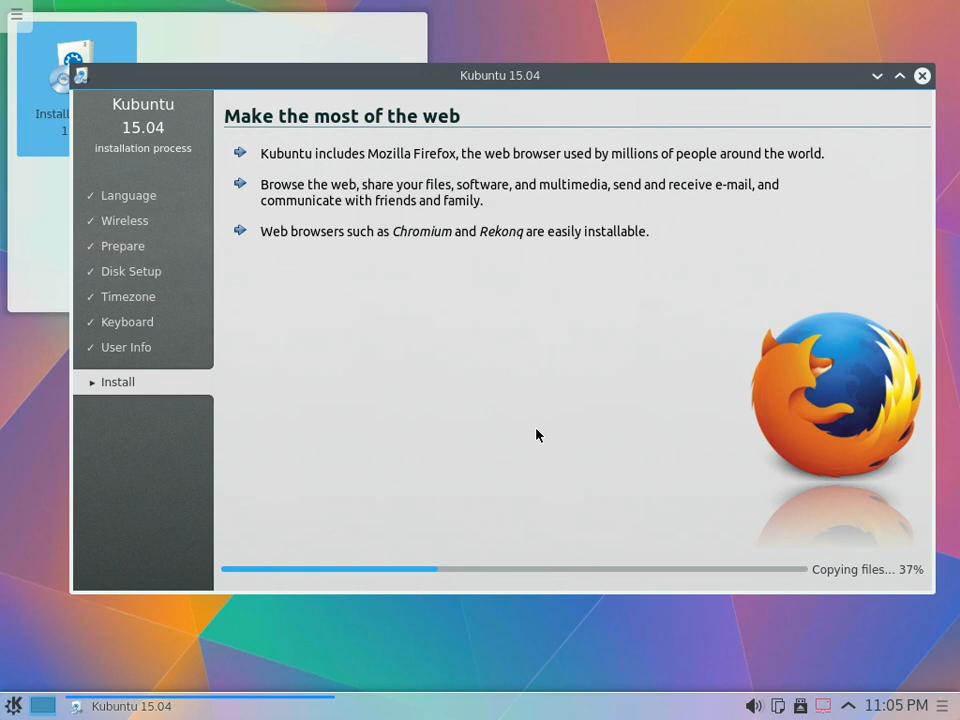 Kubuntu 15.04
Install
1
Kubuntu
15.04
installation process
✓ Language
✓ Wireless
✓ Prepare
✓ Disk Setup
✓ Timezone
✓ Keyboard
✓ User Info
▸ Install
Make the most of the web
Kubuntu includes Mozilla Firefox, the web browser used by millions of people around the world.
Browse the web, share your files, software, and multimedia, send and receive e-mail, and
communicate with friends and family.
Web browsers such as Chromium and Rekonq are easily installable.
Copying files... 37%
Kubuntu 15.04
11:05 PM